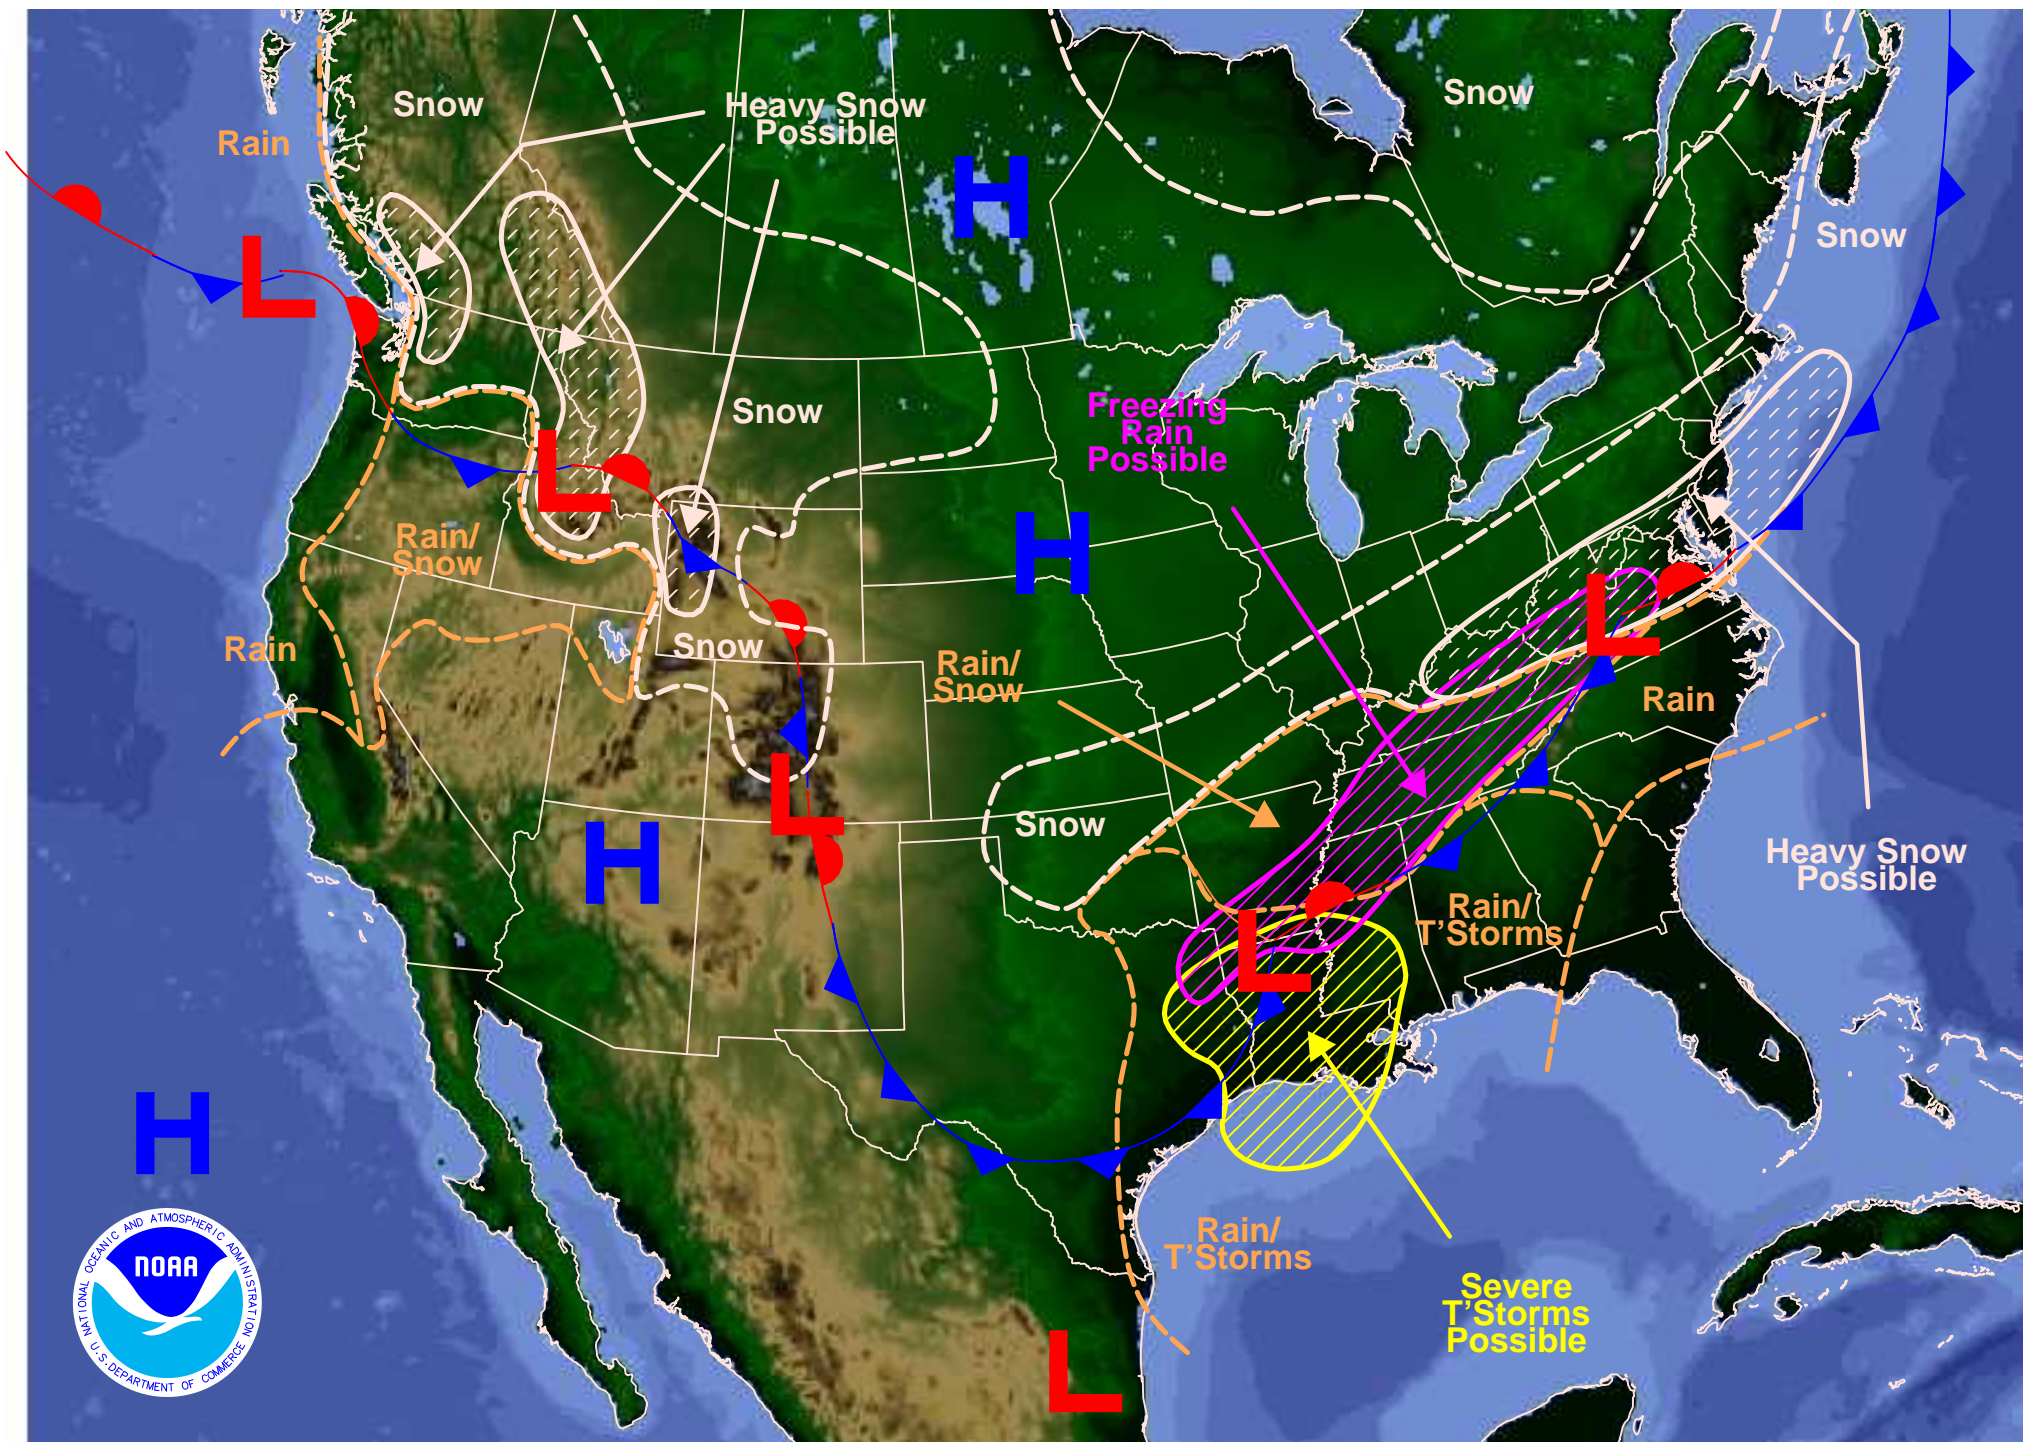 Snow
Heavy Snow
Possible
Snow
Rain
H
Snow
L
Snow
Freezing
Rain
Possible
L
Rain/
Snow
H
L
Rain
Snow
Rain/
Snow
Rain
L
Snow
H
Heavy Snow
Possible
Rain/
T'Storms
L
H
NATIONAL OCEANIC AND ATMOSPHERIC ADMINISTRATION
NOAA
U.S. DEPARTMENT OF COMMERCE
Rain/
T'Storms
Severe
T'Storms
Possible
L